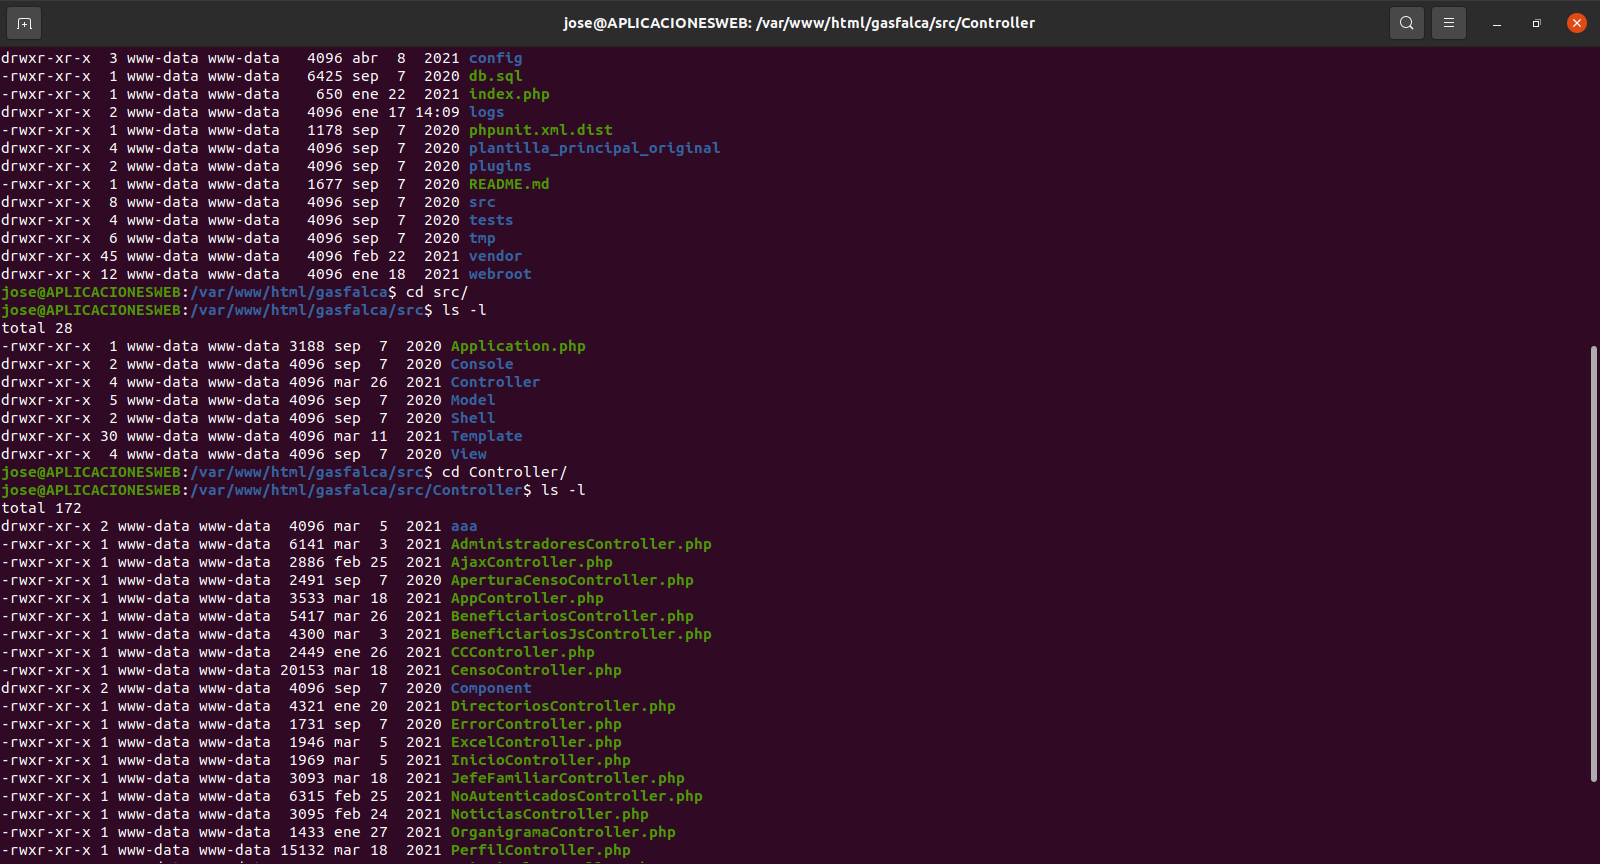 jose@APLICACIONESWEB: /var/www/html/gasfalca/src/Controller
drwxr-xr-x  3 www-data www-data   4096 abr  8  2021 config
-rwxr-xr-x  1 www-data www-data   6425 sep  7  2020 db.sql
-rwxr-xr-x  1 www-data www-data    650 ene 22  2021 index.php
drwxr-xr-x  2 www-data www-data   4096 ene 17 14:09 logs
-rwxr-xr-x  1 www-data www-data   1178 sep  7  2020 phpunit.xml.dist
drwxr-xr-x  4 www-data www-data   4096 sep  7  2020 plantilla_principal_original
drwxr-xr-x  2 www-data www-data   4096 sep  7  2020 plugins
-rwxr-xr-x  1 www-data www-data   1677 sep  7  2020 README.md
drwxr-xr-x  8 www-data www-data   4096 sep  7  2020 src
drwxr-xr-x  4 www-data www-data   4096 sep  7  2020 tests
drwxr-xr-x  6 www-data www-data   4096 sep  7  2020 tmp
drwxr-xr-x 45 www-data www-data   4096 feb 22  2021 vendor
drwxr-xr-x 12 www-data www-data   4096 ene 18  2021 webroot
jose@APLICACIONESWEB:/var/www/html/gasfalca$ cd src/
jose@APLICACIONESWEB:/var/www/html/gasfalca/src$ ls -l
total 28
-rwxr-xr-x  1 www-data www-data 3188 sep  7  2020 Application.php
drwxr-xr-x  2 www-data www-data 4096 sep  7  2020 Console
drwxr-xr-x  4 www-data www-data 4096 mar 26  2021 Controller
drwxr-xr-x  5 www-data www-data 4096 sep  7  2020 Model
drwxr-xr-x  2 www-data www-data 4096 sep  7  2020 Shell
drwxr-xr-x 30 www-data www-data 4096 mar 11  2021 Template
drwxr-xr-x  4 www-data www-data 4096 sep  7  2020 View
jose@APLICACIONESWEB:/var/www/html/gasfalca/src$ cd Controller/
jose@APLICACIONESWEB:/var/www/html/gasfalca/src/Controller$ ls -l
total 172
drwxr-xr-x 2 www-data www-data  4096 mar  5  2021 aaa
-rwxr-xr-x 1 www-data www-data  6141 mar  3  2021 AdministradoresController.php
-rwxr-xr-x 1 www-data www-data  2886 feb 25  2021 AjaxController.php
-rwxr-xr-x 1 www-data www-data  2491 sep  7  2020 AperturaCensoController.php
-rwxr-xr-x 1 www-data www-data  3533 mar 18  2021 AppController.php
-rwxr-xr-x 1 www-data www-data  5417 mar 26  2021 BeneficiariosController.php
-rwxr-xr-x 1 www-data www-data  4300 mar  3  2021 BeneficiariosJsController.php
-rwxr-xr-x 1 www-data www-data  2449 ene 26  2021 CCController.php
-rwxr-xr-x 1 www-data www-data 20153 mar 18  2021 CensoController.php
drwxr-xr-x 2 www-data www-data  4096 sep  7  2020 Component
-rwxr-xr-x 1 www-data www-data  4321 ene 20  2021 DirectoriosController.php
-rwxr-xr-x 1 www-data www-data  1731 sep  7  2020 ErrorController.php
-rwxr-xr-x 1 www-data www-data  1946 mar  5  2021 ExcelController.php
-rwxr-xr-x 1 www-data www-data  1969 mar  5  2021 InicioController.php
-rwxr-xr-x 1 www-data www-data  3093 mar 18  2021 JefeFamiliarController.php
-rwxr-xr-x 1 www-data www-data  6315 feb 25  2021 NoAutenticadosController.php
-rwxr-xr-x 1 www-data www-data  3095 feb 24  2021 NoticiasController.php
-rwxr-xr-x 1 www-data www-data  1433 ene 27  2021 OrganigramaController.php
-rwxr-xr-x 1 www-data www-data 15132 mar 18  2021 PerfilController.php